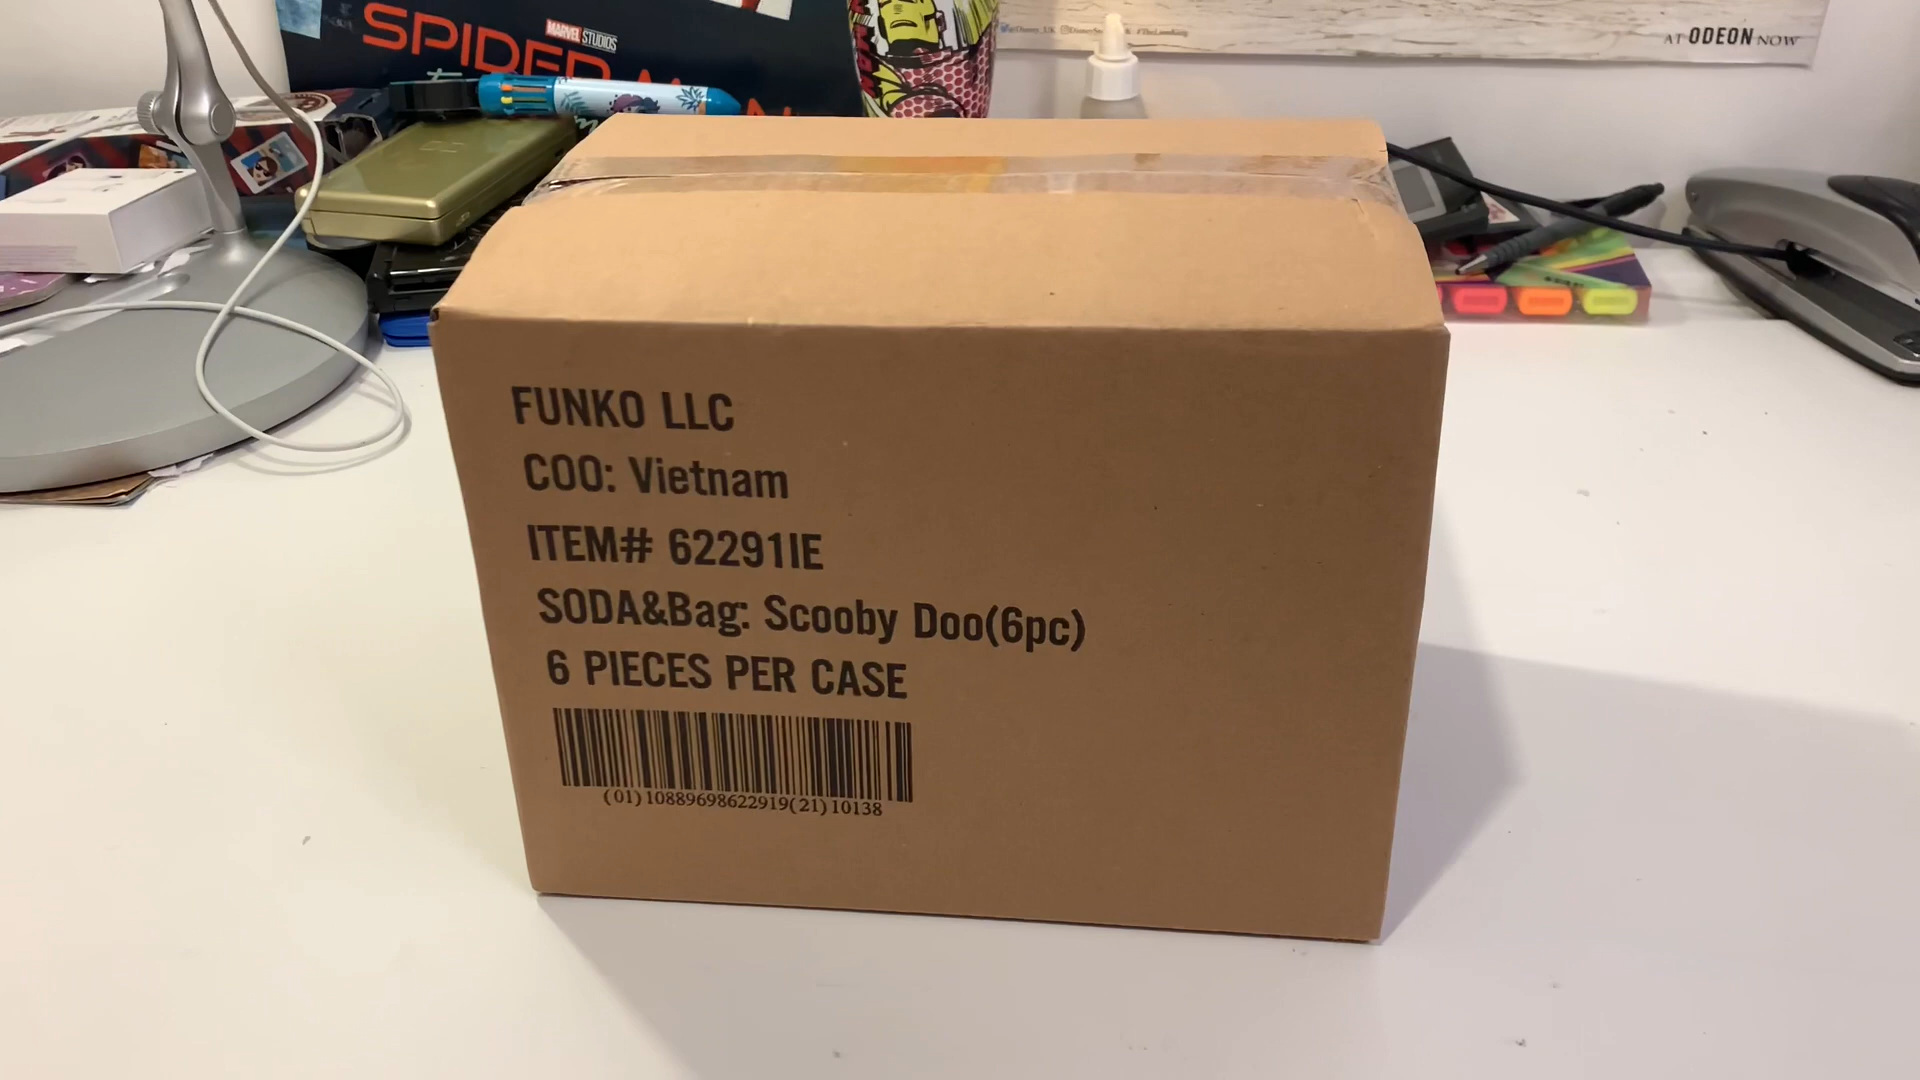 MARVEL STUDIOS
SPIDER-MAN
AT ODEON NOW
FUNKO LLC
COO: Vietnam
ITEM# 62291IE
SODA&Bag: Scooby Doo(6pc)
6 PIECES PER CASE
(01)10889698622919(21)10138